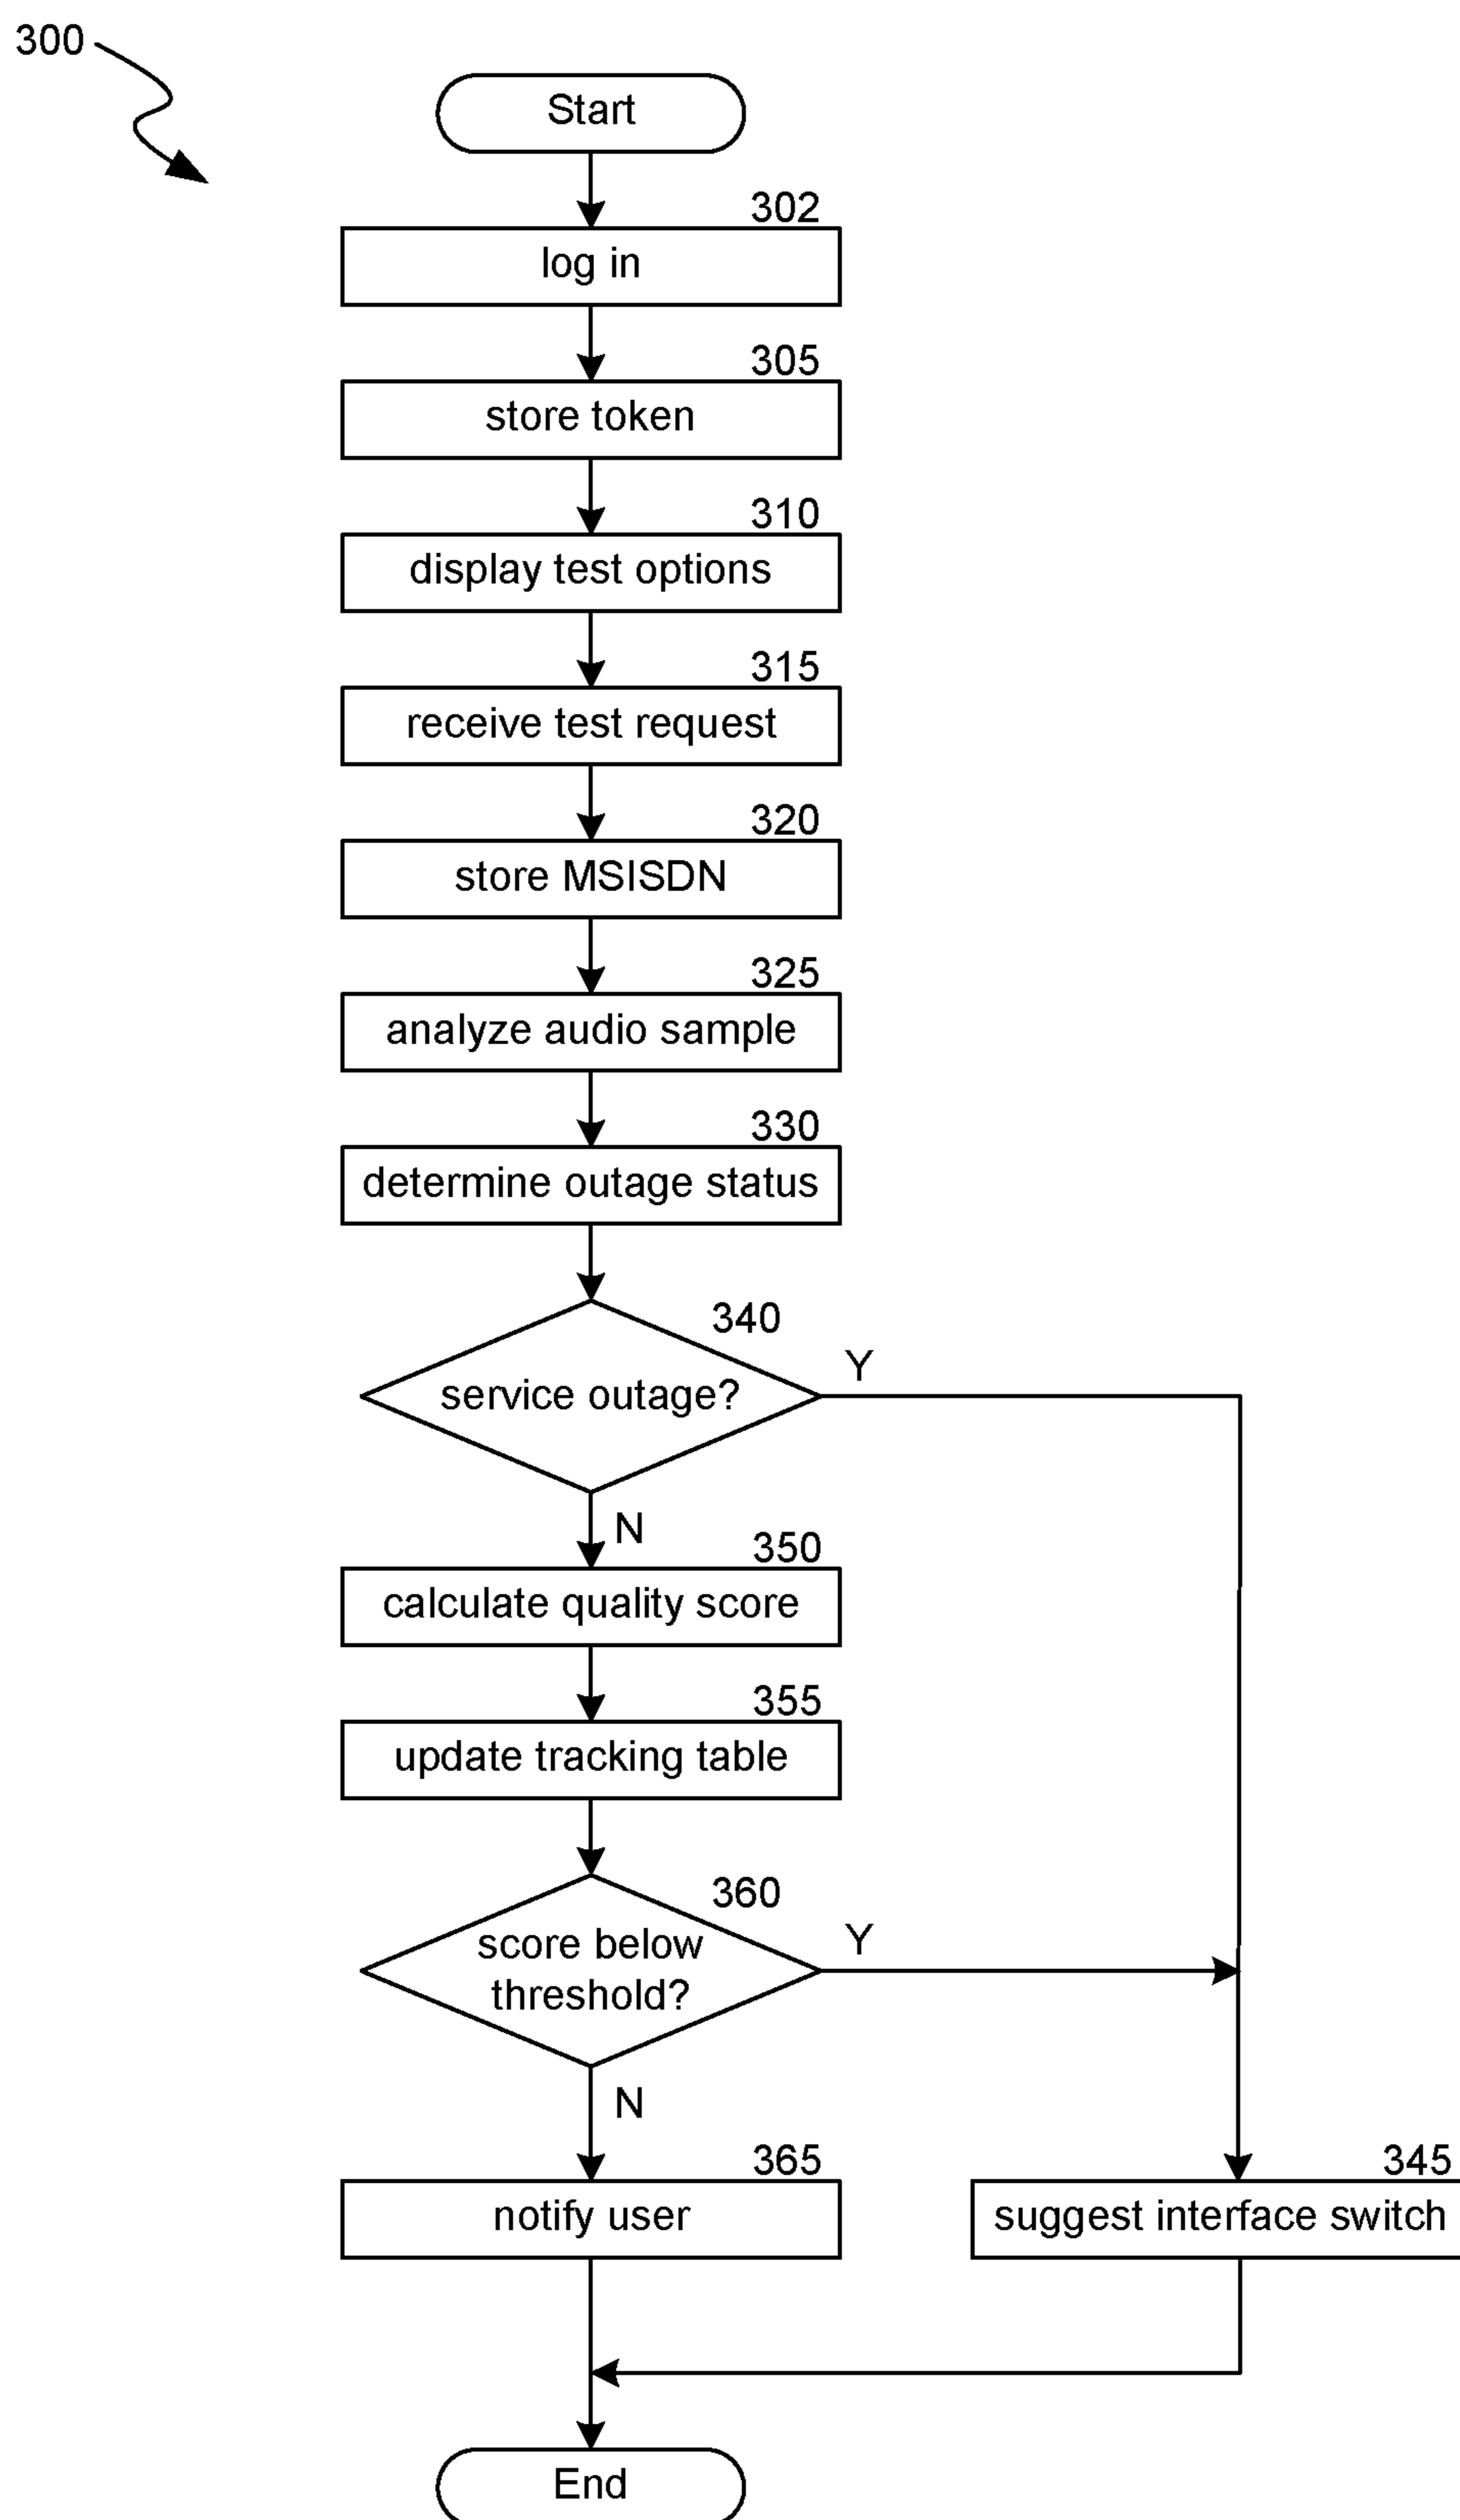 300
Start
302
log in
305
store token
310
display test options
315
receive test request
320
store MSISDN
325
analyze audio sample
330
determine outage status
340
service outage?
Y
N
350
calculate quality score
355
update tracking table
360
score below
threshold?
Y
N
365
notify user
345
suggest interface switch
End